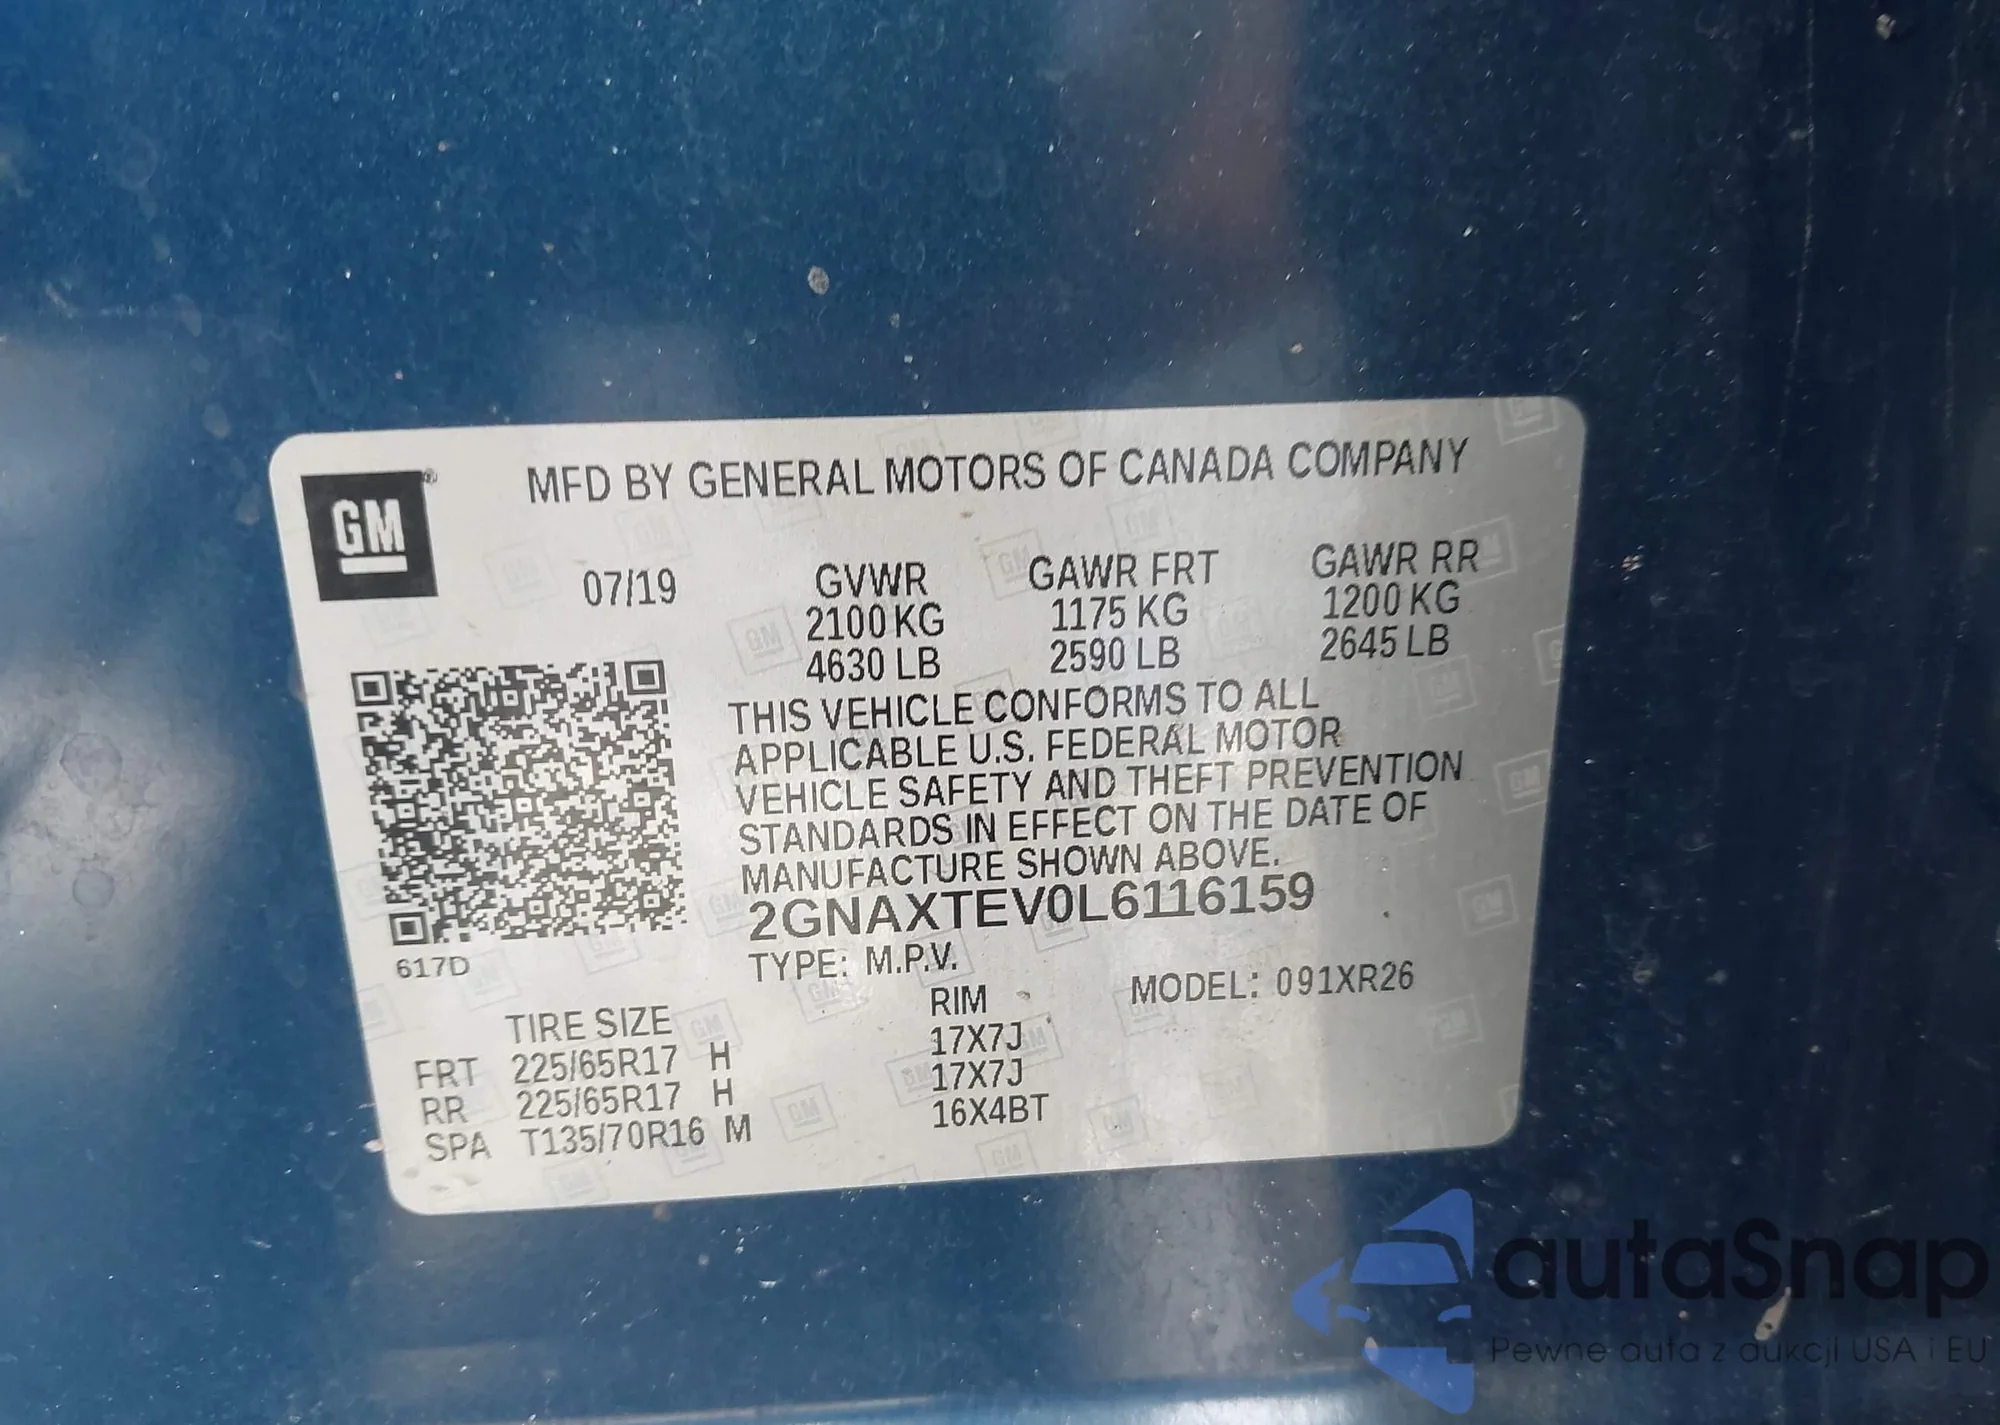 GM
MFD BY GENERAL MOTORS OF CANADA COMPANY
07/19 GVWR GAWR FRT GAWR RR
2100 KG 1175 KG 1200 KG
4630 LB 2590 LB 2645 LB
THIS VEHICLE CONFORMS TO ALL
APPLICABLE U.S. FEDERAL MOTOR
VEHICLE SAFETY AND THEFT PREVENTION
STANDARDS IN EFFECT ON THE DATE OF
MANUFACTURE SHOWN ABOVE.
2GNAXTEV0L6116159
617D
TYPE: M.P.V. MODEL: 091XR26
TIRE SIZE RIM
FRT 225/65R17 H 17X7J
RR 225/65R17 H 17X7J
SPA T135/70R16 M 16X4BT
autaSnap
Pewne auta z aukcji USA i EU